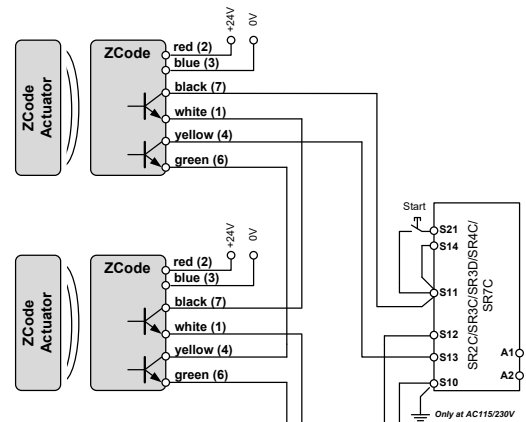 +24V
0V
ZCode
Actuator
ZCode
red (2)
blue (3)
black (7)
white (1)
yellow (4)
green (6)
Start
S21
S14
S11
S12
S13
S10
SR2C/SR3C/SR3D/SR4C/
SR7C
A1
A2
Only at AC115/230V
+24V
0V
ZCode
Actuator
ZCode
red (2)
blue (3)
black (7)
white (1)
yellow (4)
green (6)